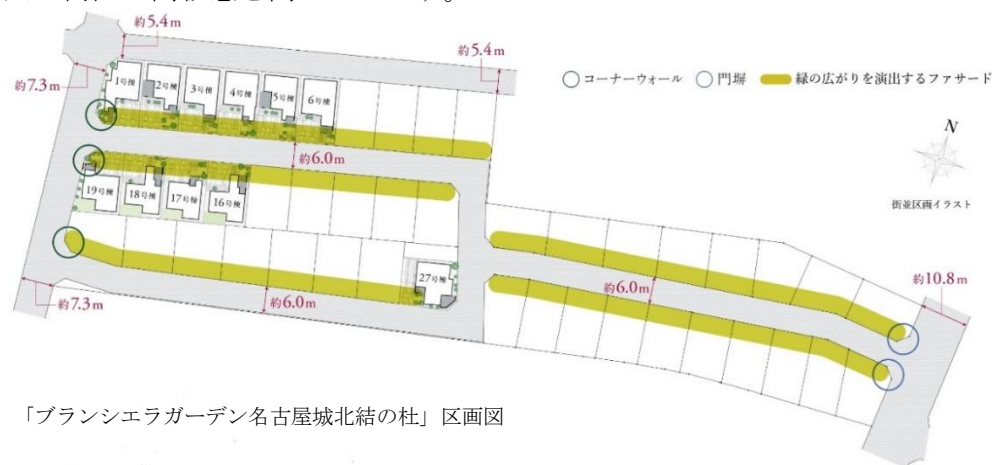 約5.4m
約5.4m
約7.3m
1号棟
2号棟
3号棟
4号棟
5号棟
6号棟
コーナーウォール
門塀
緑の広がりを演出するファサード
N
街並区画イラスト
約6.0m
19号棟
18号棟
17号棟
16号棟
27号棟
約7.3m
約6.0m
約6.0m
約10.8m
「ブランシエラガーデン名古屋城北結の杜」区画図